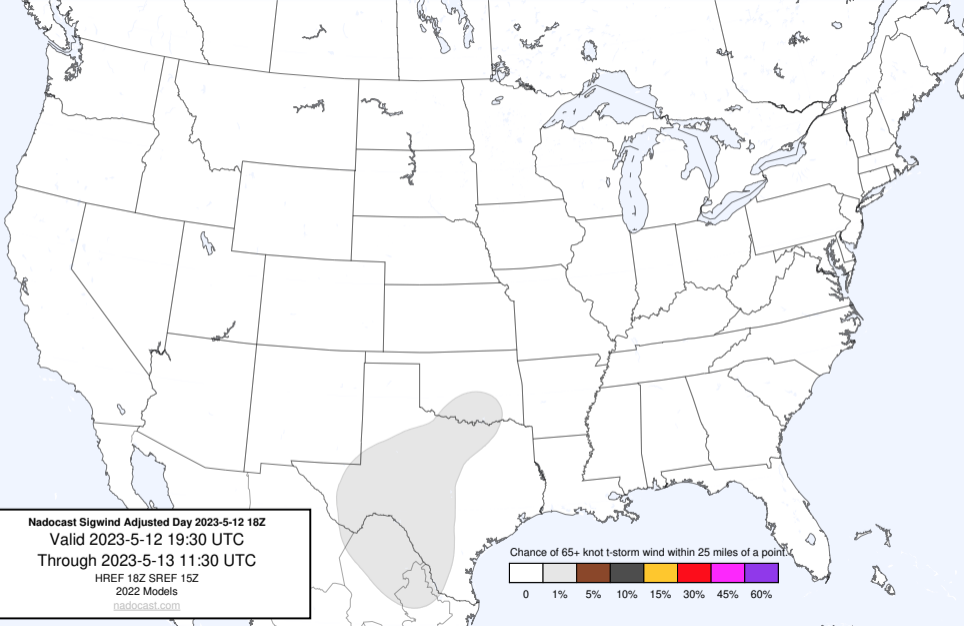 Nadocast Sigwind Adjusted Day 2023-5-12 18Z
Valid 2023-5-12 19:30 UTC
Through 2023-5-13 11:30 UTC
HREF 18Z SREF 15Z
2022 Models
nadocast.com
Chance of 65+ knot t-storm wind within 25 miles of a point.
0 1% 5% 10% 15% 30% 45% 60%